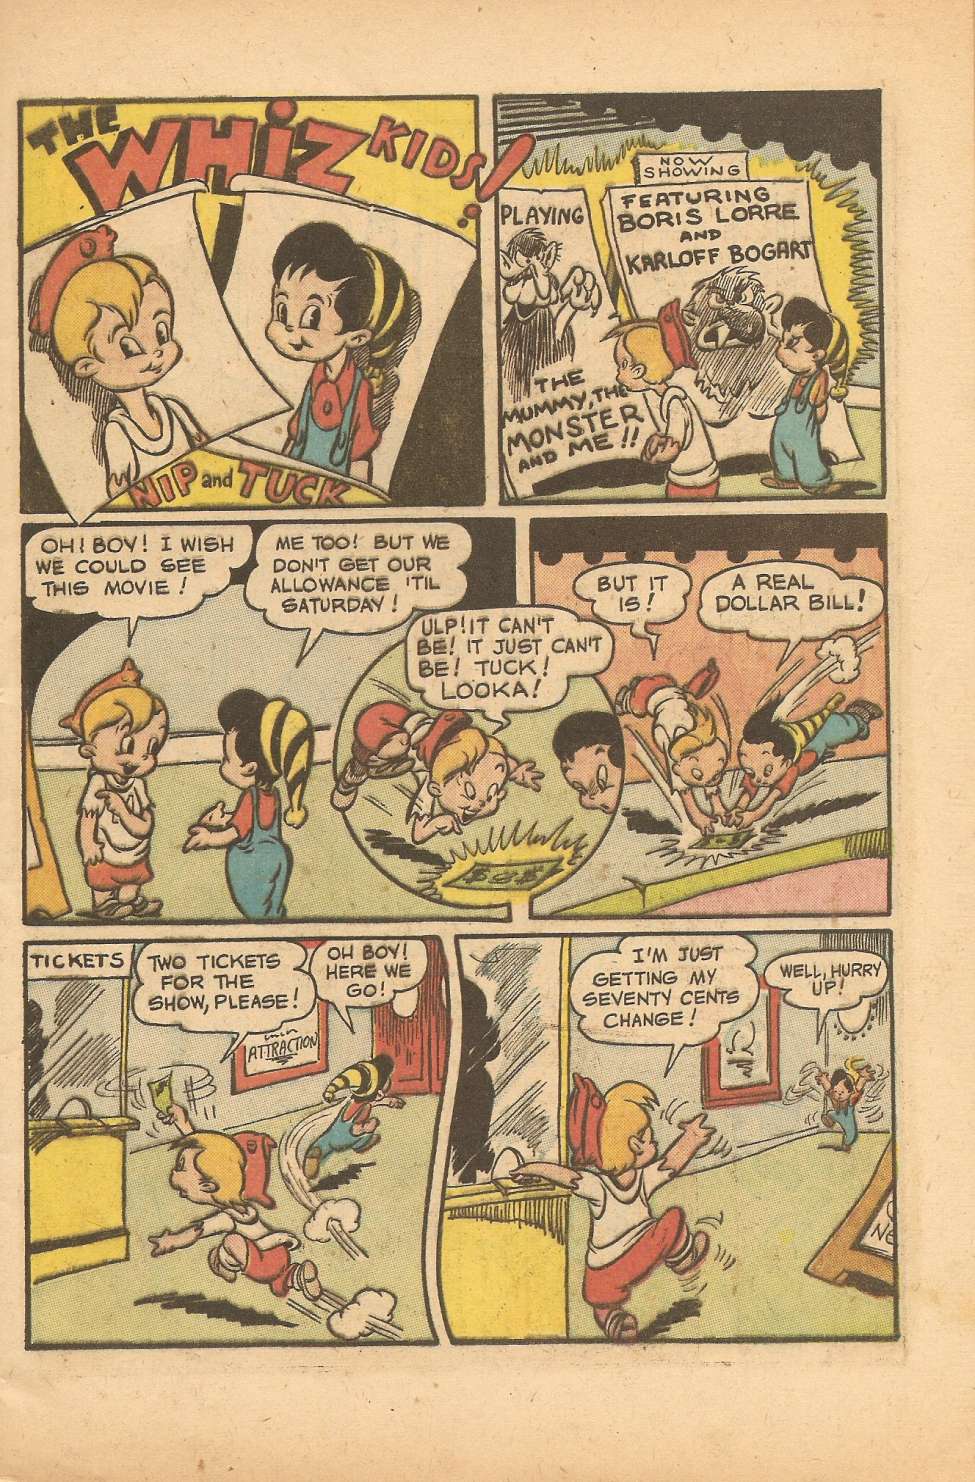 THE
WHIZ
KIDS!
NIP and TUCK
NOW
SHOWING
PLAYING
FEATURING
BORIS LORRE
AND
KARLOFF BOGART
THE
MUMMY, THE
MONSTER
AND ME!!
OH! BOY! I WISH
WE COULD SEE
THIS MOVIE!
ME TOO! BUT WE
DON'T GET OUR
ALLOWANCE 'TIL
SATURDAY!
ULP! IT CAN'T
BE! IT JUST CAN'T
BE! TUCK!
LOOKA!
BUT IT
IS!
A REAL
DOLLAR BILL!
TICKETS
TWO TICKETS
FOR THE
SHOW, PLEASE!
OH BOY!
HERE WE
GO!
ATTRACTION
I'M JUST
GETTING MY
SEVENTY CENTS
CHANGE!
WELL, HURRY
UP!